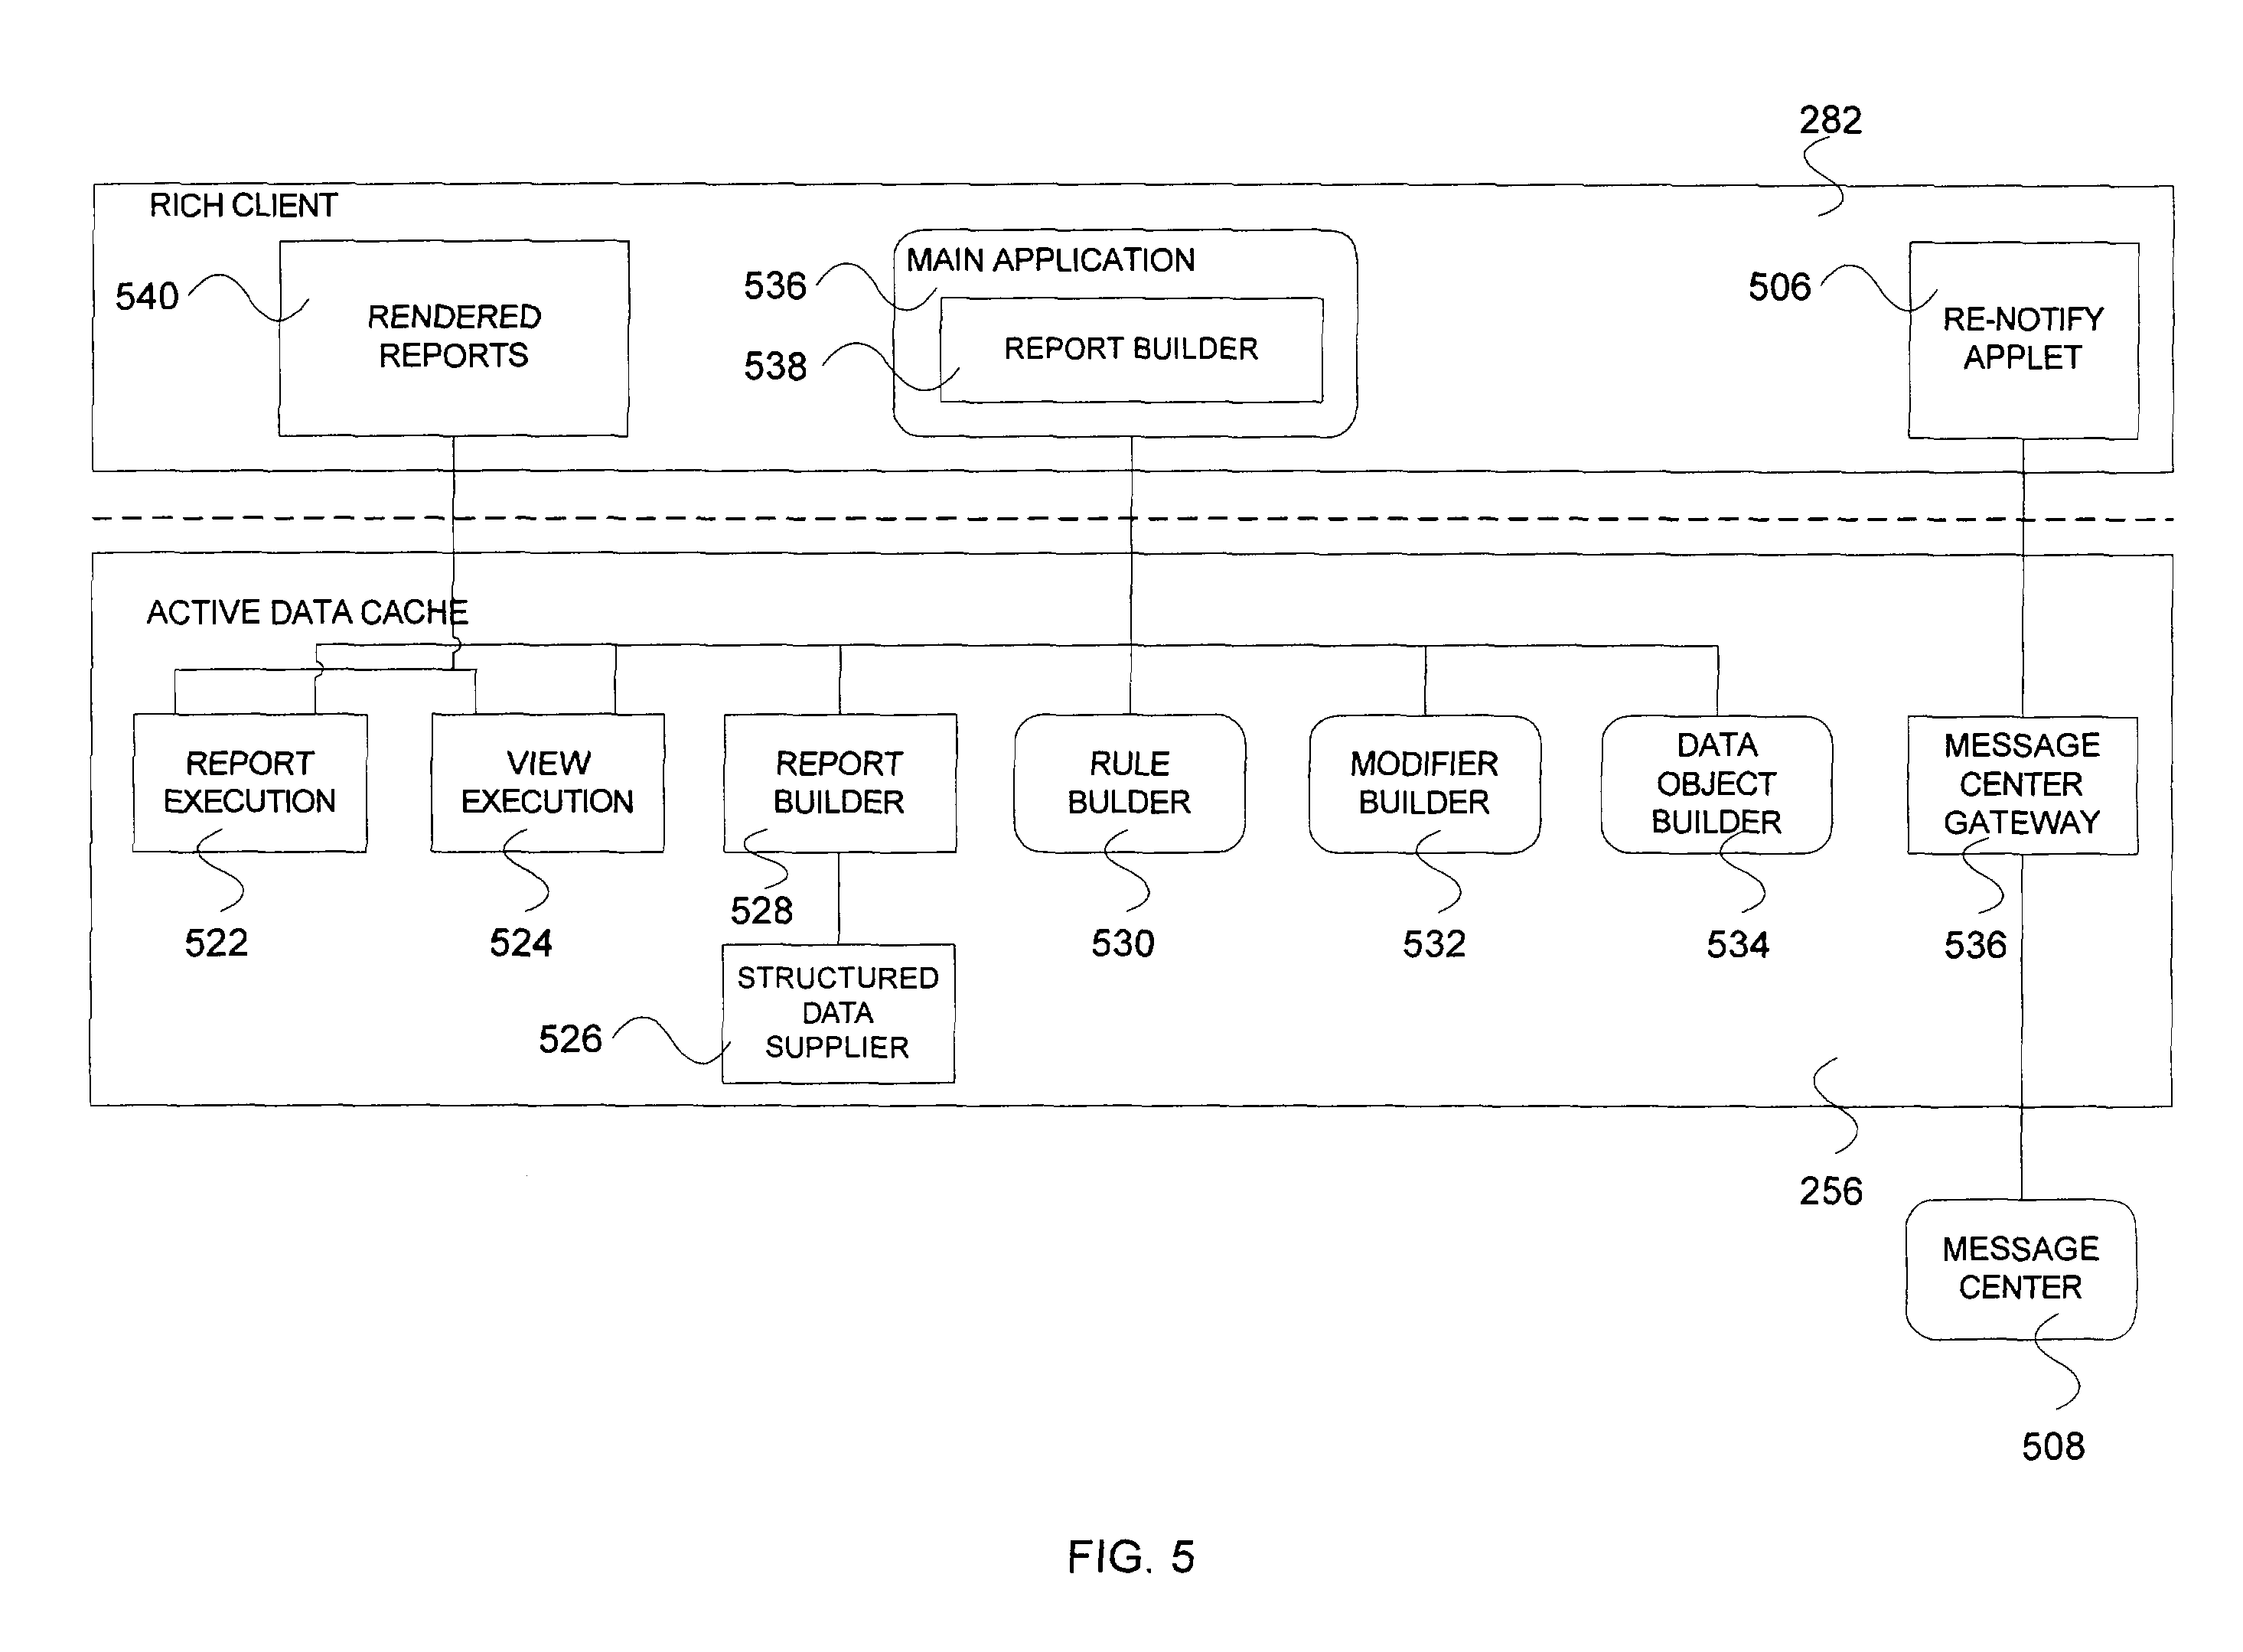 282
RICH CLIENT
540
RENDERED
REPORTS
MAIN APPLICATION
536
REPORT BUILDER
538
506
RE-NOTIFY
APPLET
ACTIVE DATA CACHE
REPORT
EXECUTION
522
VIEW
EXECUTION
524
REPORT
BUILDER
528
STRUCTURED
DATA
SUPPLIER
526
RULE
BULDER
530
MODIFIER
BUILDER
532
DATA
OBJECT
BUILDER
534
MESSAGE
CENTER
GATEWAY
536
256
MESSAGE
CENTER
508
FIG. 5